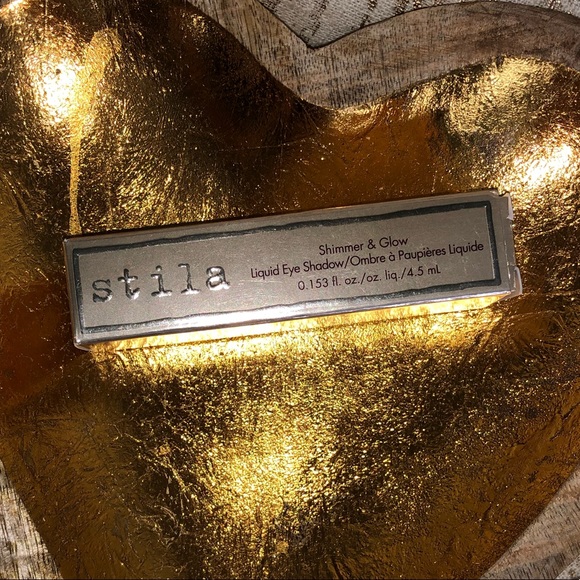 stila
Shimmer & Glow
Liquid Eye Shadow/Ombre à Paupières Liquide
0.153 fl. oz./oz. liq./4.5 mL